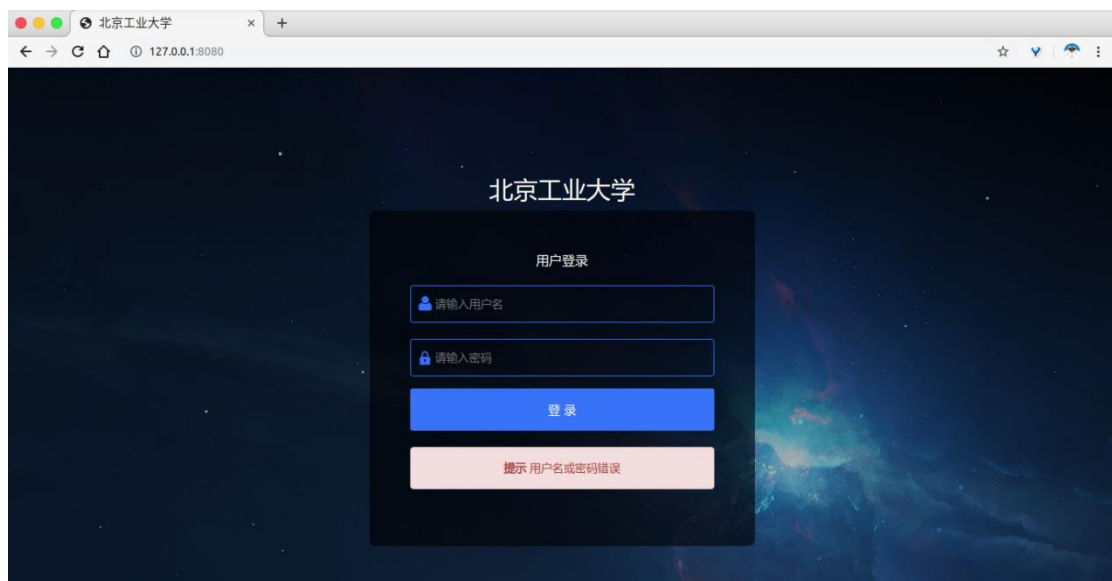 北京工业大学
127.0.0.1:8080
北京工业大学
用户登录
请输入用户名
请输入密码
登 录
提示 用户名或密码错误